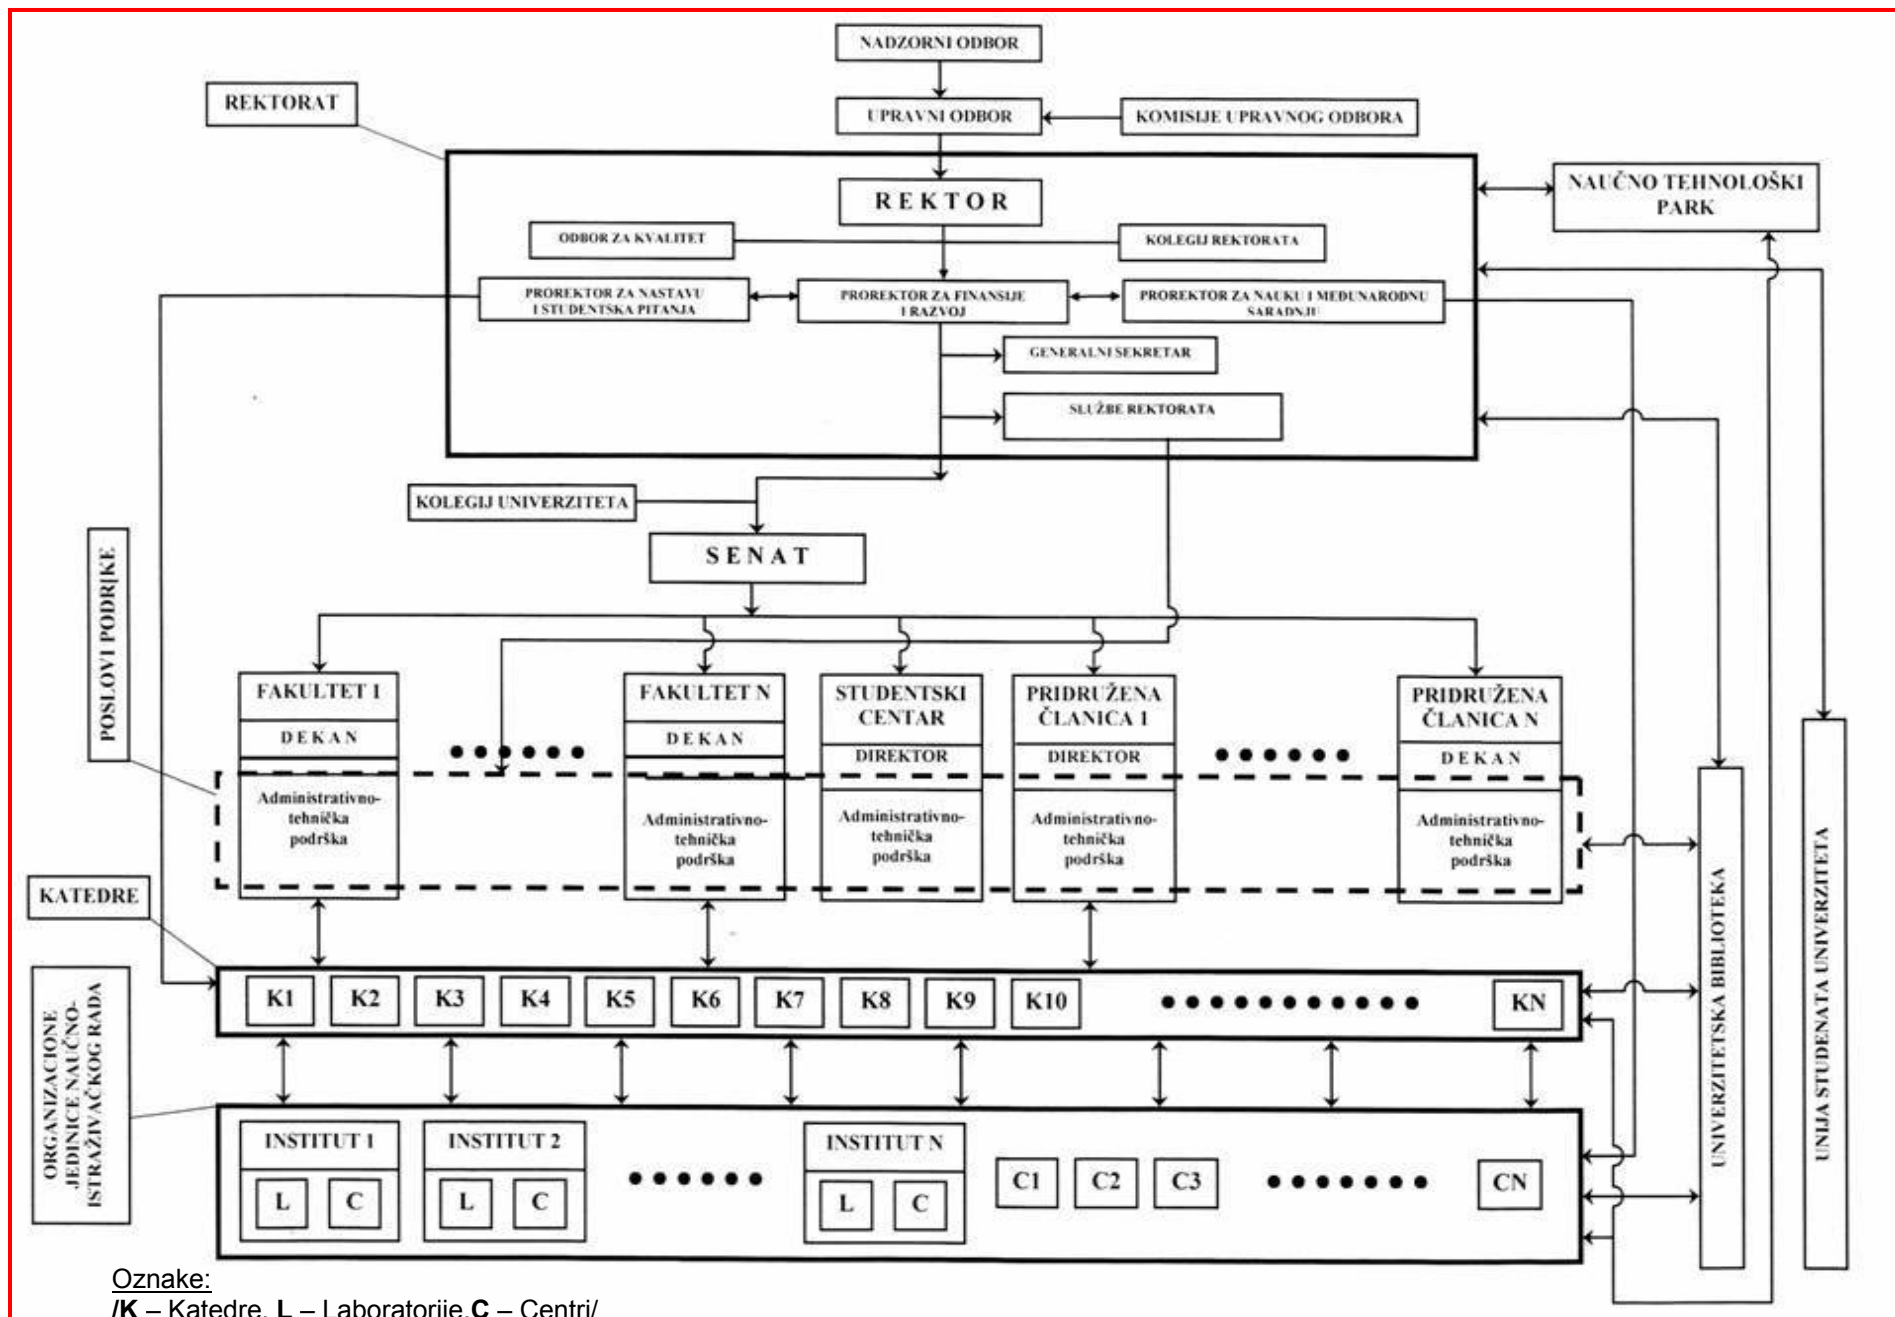 NADZORNI ODBOR
REKTORAT
UPRAVNI ODBOR
KOMISIJE UPRAVNOG ODBORA
REKTOR
NAUČNO TEHNOLOŠKI
PARK
ODBOR ZA KVALITET
KOLEGIJ REKTORATA
PROREKTOR ZA NASTAVU
I STUDENTSKA PITANJA
PROREKTOR ZA FINANSIJE
I RAZVOJ
PROREKTOR ZA NAUKU I MEĐUNARODNU
SARADNJU
GENERALNI SEKRETAR
SLUŽBE REKTORATA
KOLEGIJ UNIVERZITETA
SENAT
POSLOVI PODR|KE
FAKULTET 1
DEKAN
Administrativno-
tehnička
podrška
FAKULTET N
DEKAN
Administrativno-
tehnička
podrška
STUDENTSKI
CENTAR
DIREKTOR
Administrativno-
tehnička
podrška
PRIDRUŽENA
ČLANICA 1
DIREKTOR
Administrativno-
tehnička
podrška
PRIDRUŽENA
ČLANICA N
DEKAN
Administrativno-
tehnička
podrška
UNIVERZITETSKA BIBLIOTEKA
UNIJA STUDENATA UNIVERZITETA
KATEDRE
K1 K2 K3 K4 K5 K6 K7 K8 K9 K10 KN
ORGANIZACIONE
JEDINICE NAUČNO-
ISTRAŽIVAČKOG RADA
INSTITUT 1
L C
INSTITUT 2
L C
INSTITUT N
L C
C1 C2 C3 CN
Oznake:
/K – Katedre, L – Laboratorije,C – Centri/